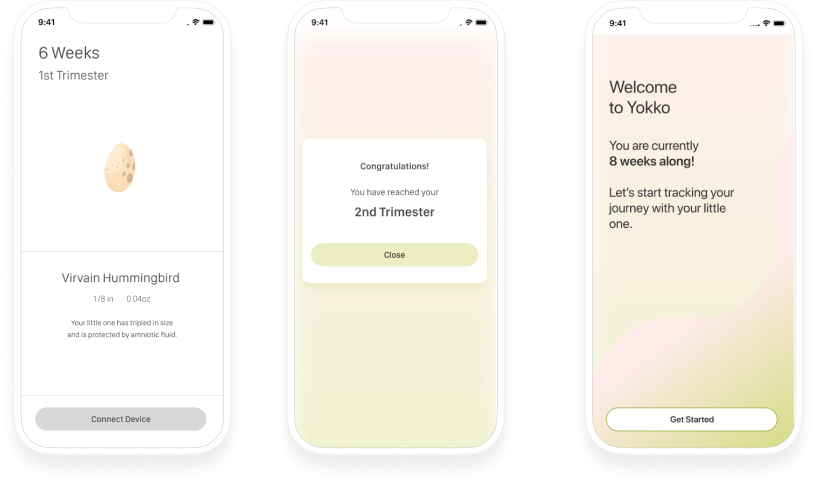 9:41
6 Weeks
1st Trimester
Virvain Hummingbird
1/8 in 0.04oz
Your little one has tripled in size
and is protected by amniotic fluid.
Connect Device
9:41
Congratulations!
You have reached your
2nd Trimester
Close
9:41
Welcome
to Yokko
You are currently
8 weeks along!
Let's start tracking your
journey with your little
one.
Get Started